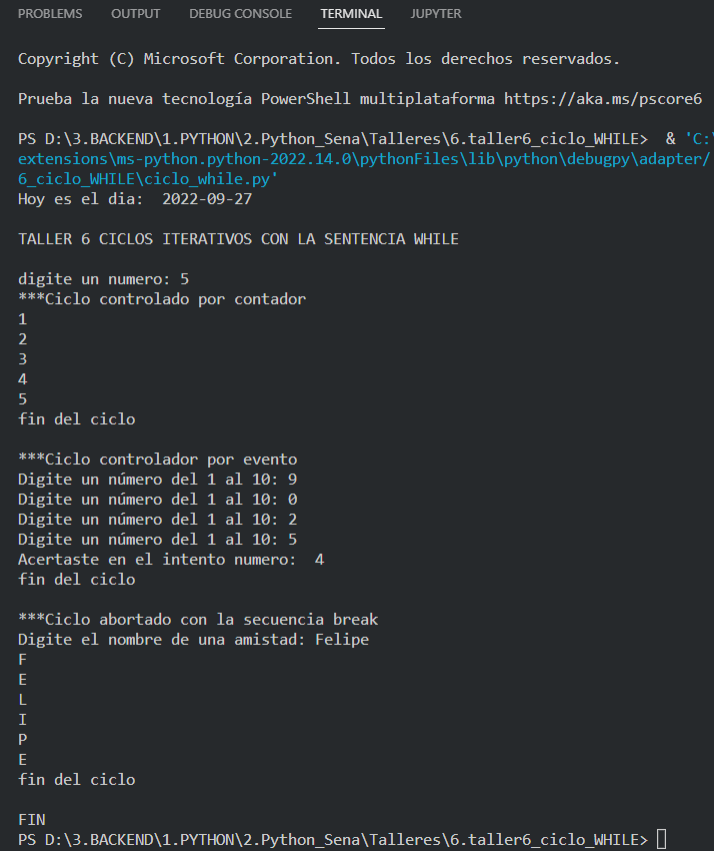 PROBLEMS OUTPUT DEBUG CONSOLE TERMINAL JUPYTER
Copyright (C) Microsoft Corporation. Todos los derechos reservados.
Prueba la nueva tecnología PowerShell multiplataforma https://aka.ms/pscore6
PS D:\3.BACKEND\1.PYTHON\2.Python_Sena\Talleres\6.taller6_ciclo_WHILE>  & 'C:\
extensions\ms-python.python-2022.14.0\pythonFiles\lib\python\debugpy\adapter/
6_ciclo_WHILE\ciclo_while.py'
Hoy es el dia:  2022-09-27
TALLER 6 CICLOS ITERATIVOS CON LA SENTENCIA WHILE
digite un numero: 5
***Ciclo controlado por contador
1
2
3
4
5
fin del ciclo
***Ciclo controlador por evento
Digite un número del 1 al 10: 9
Digite un número del 1 al 10: 0
Digite un número del 1 al 10: 2
Digite un número del 1 al 10: 5
Acertaste en el intento numero:  4
fin del ciclo
***Ciclo abortado con la secuencia break
Digite el nombre de una amistad: Felipe
F
E
L
I
P
E
fin del ciclo
FIN
PS D:\3.BACKEND\1.PYTHON\2.Python_Sena\Talleres\6.taller6_ciclo_WHILE>